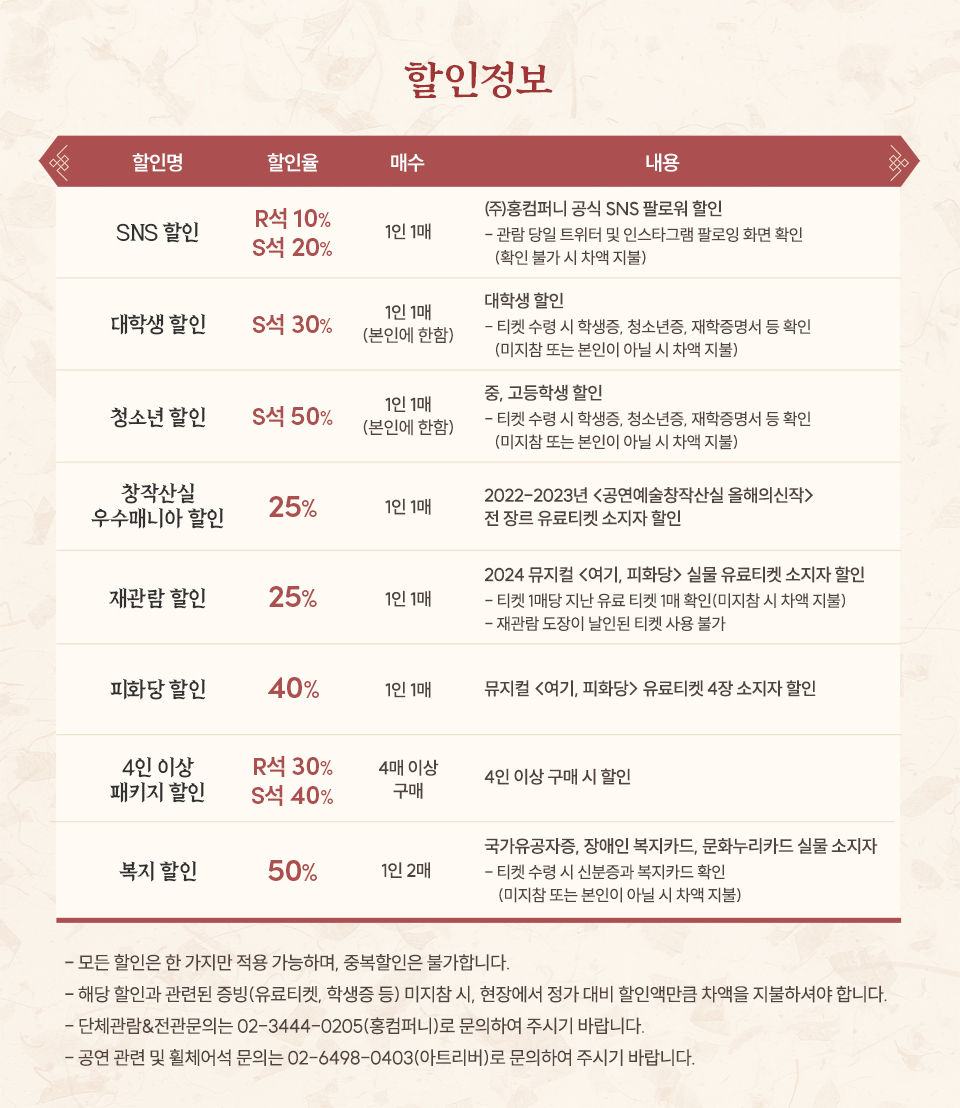 할인정보
할인명 할인율 매수 내용
SNS 할인
R석 10%
S석 20%
1인 1매
(주)홍컴퍼니 공식 SNS 팔로워 할인
- 관람 당일 트위터 및 인스타그램 팔로잉 화면 확인
(확인 불가 시 차액 지불)
대학생 할인
S석 30%
1인 1매
(본인에 한함)
대학생 할인
- 티켓 수령 시 학생증, 청소년증, 재학증명서 등 확인
(미지참 또는 본인이 아닐 시 차액 지불)
청소년 할인
S석 50%
1인 1매
(본인에 한함)
중, 고등학생 할인
- 티켓 수령 시 학생증, 청소년증, 재학증명서 등 확인
(미지참 또는 본인이 아닐 시 차액 지불)
창작산실
우수매니아 할인
25%
1인 1매
2022-2023년 <공연예술창작산실 올해의신작>
전 장르 유료티켓 소지자 할인
재관람 할인
25%
1인 1매
2024 뮤지컬 <여기, 피화당> 실물 유료티켓 소지자 할인
- 티켓 1매당 지난 유료 티켓 1매 확인(미지참 시 차액 지불)
- 재관람 도장이 날인된 티켓 사용 불가
피화당 할인
40%
1인 1매
뮤지컬 <여기, 피화당> 유료티켓 4장 소지자 할인
4인 이상
패키지 할인
R석 30%
S석 40%
4매 이상
구매
4인 이상 구매 시 할인
복지 할인
50%
1인 2매
국가유공자증, 장애인 복지카드, 문화누리카드 실물 소지자
- 티켓 수령 시 신분증과 복지카드 확인
(미지참 또는 본인이 아닐 시 차액 지불)
- 모든 할인은 한 가지만 적용 가능하며, 중복할인은 불가합니다.
- 해당 할인과 관련된 증빙(유료티켓, 학생증 등) 미지참 시, 현장에서 정가 대비 할인액만큼 차액을 지불하셔야 합니다.
- 단체관람&전관문의는 02-3444-0205(홍컴퍼니)로 문의하여 주시기 바랍니다.
- 공연 관련 및 휠체어석 문의는 02-6498-0403(아트리버)로 문의하여 주시기 바랍니다.